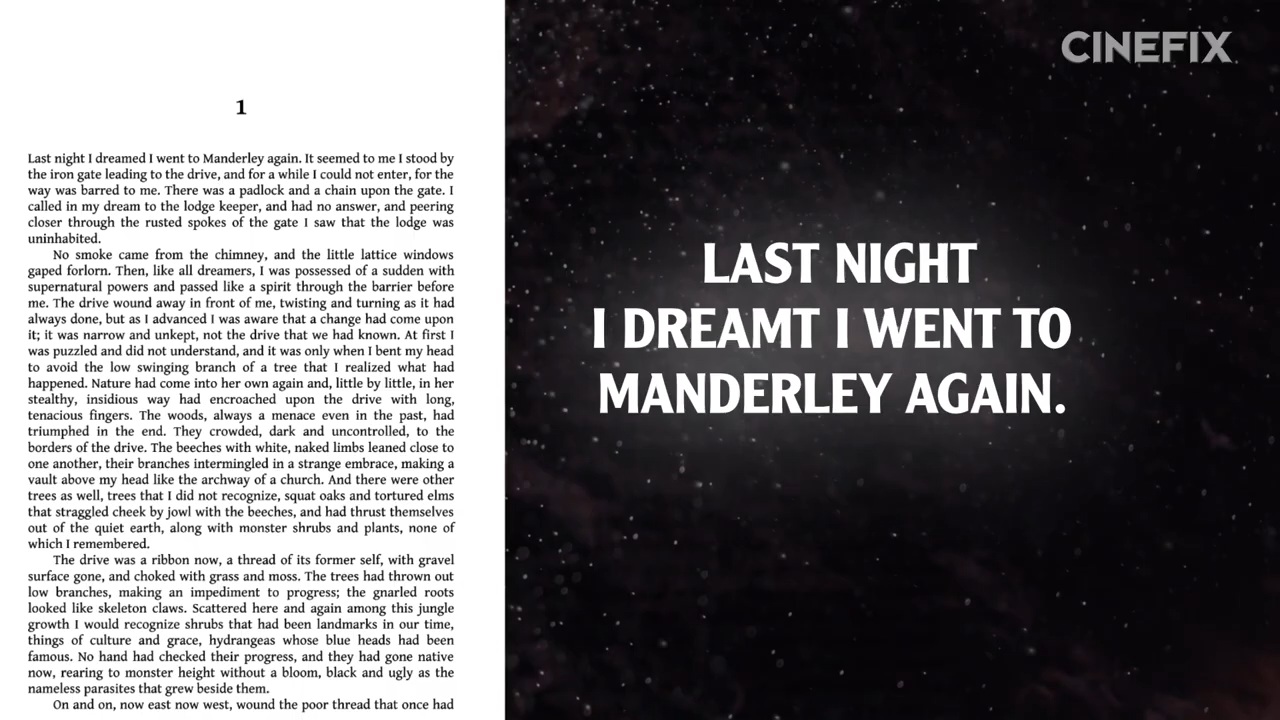 1
Last night I dreamed I went to Manderley again. It seemed to me I stood by
the iron gate leading to the drive, and for a while I could not enter, for the
way was barred to me. There was a padlock and a chain upon the gate. I
called in my dream to the lodge keeper, and had no answer, and peering
closer through the rusted spokes of the gate I saw that the lodge was
uninhabited.
No smoke came from the chimney, and the little lattice windows
gaped forlorn. Then, like all dreamers, I was possessed of a sudden with
supernatural powers and passed like a spirit through the barrier before
me. The drive wound away in front of me, twisting and turning as it had
always done, but as I advanced I was aware that a change had come upon
it; it was narrow and unkept, not the drive that we had known. At first I
was puzzled and did not understand, and it was only when I bent my head
to avoid the low swinging branch of a tree that I realized what had
happened. Nature had come into her own again and, little by little, in her
stealthy, insidious way had encroached upon the drive with long,
tenacious fingers. The woods, always a menace even in the past, had
triumphed in the end. They crowded, dark and uncontrolled, to the
borders of the drive. The beeches with white, naked limbs leaned close to
one another, their branches intermingled in a strange embrace, making a
vault above my head like the archway of a church. And there were other
trees as well, trees that I did not recognize, squat oaks and tortured elms
that straggled cheek by jowl with the beeches, and had thrust themselves
out of the quiet earth, along with monster shrubs and plants, none of
which I remembered.
The drive was a ribbon now, a thread of its former self, with gravel
surface gone, and choked with grass and moss. The trees had thrown out
low branches, making an impediment to progress; the gnarled roots
looked like skeleton claws. Scattered here and again among this jungle
growth I would recognize shrubs that had been landmarks in our time,
things of culture and grace, hydrangeas whose blue heads had been
famous. No hand had checked their progress, and they had gone native
now, rearing to monster height without a bloom, black and ugly as the
nameless parasites that grew beside them.
On and on, now east now west, wound the poor thread that once had
CINEFIX
LAST NIGHT
I DREAMT I WENT TO
MANDERLEY AGAIN.